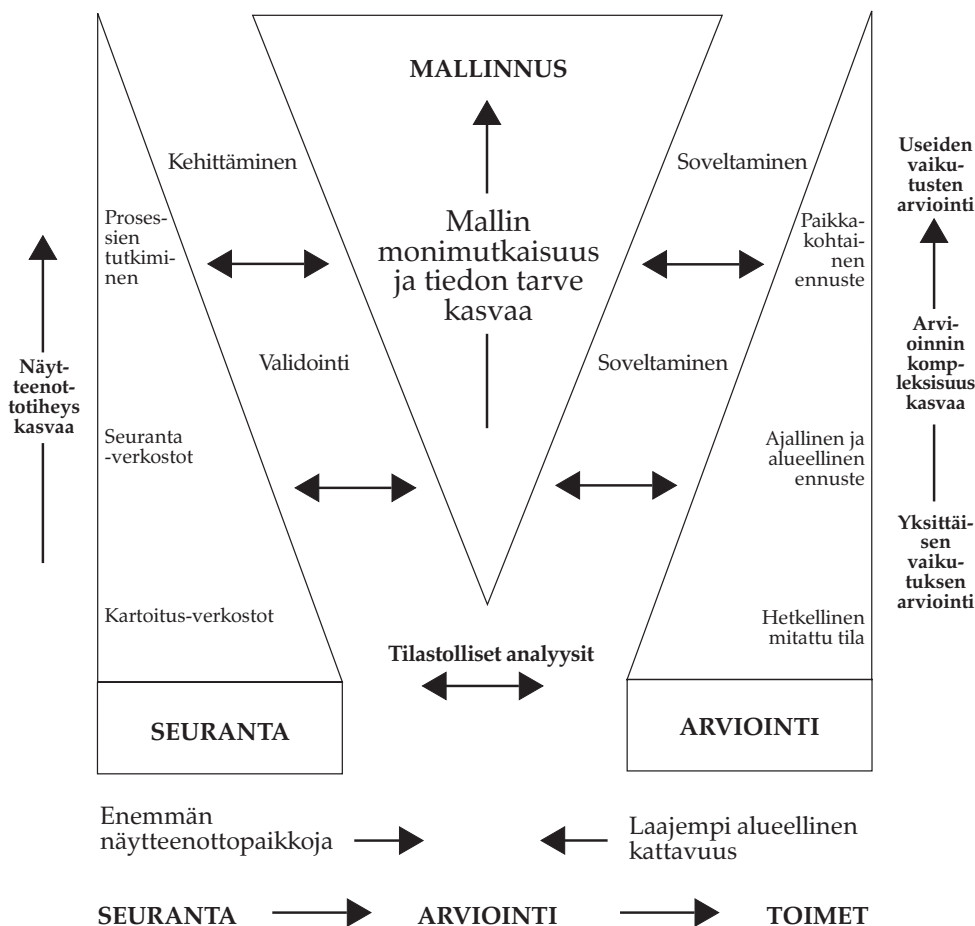 MALLINNUS
Kehittäminen
Soveltaminen
Useiden
vaiku-
tusten
arviointi
Proses-
sien
tutkimi-
nen
Mallin
monimutkaisuus
ja tiedon tarve
kasvaa
Paikka-
kohtai-
nen
ennuste
Näyt-
teenot-
totiheys
kasvaa
Validointi
Soveltaminen
Arvi-
oinnin
komp-
leksisuus
kasvaa
Seuranta
-verkostot
Ajallinen ja
alueellinen
ennuste
Yksittäi-
sen
vaiku-
tuksen
arviointi
Kartoitus-verkostot
Hetkellinen
mitattu tila
Tilastolliset analyysit
SEURANTA
ARVIOINTI
Enemmän
näytteenottopaikkoja
Laajempi alueellinen
kattavuus
SEURANTA
ARVIOINTI
TOIMET